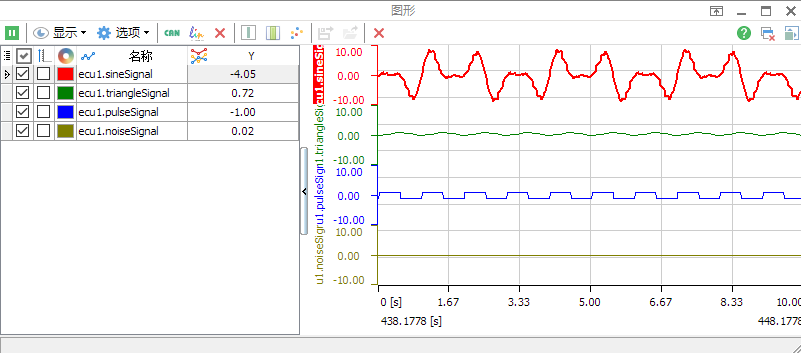 图形
显示 选项 CAN lin
名称 Y
ecu1.sineSignal -4.05
ecu1.triangleSignal 0.72
ecu1.pulseSignal -1.00
ecu1.noiseSignal 0.02
10.00
0.00
-10.00
0.00
-10.00
10.00
0.00
-10.00
10.00
0.00
-10.00
0 [s] 1.67 3.33 5.00 6.67 8.33 10.00
438.1778 [s] 448.1778